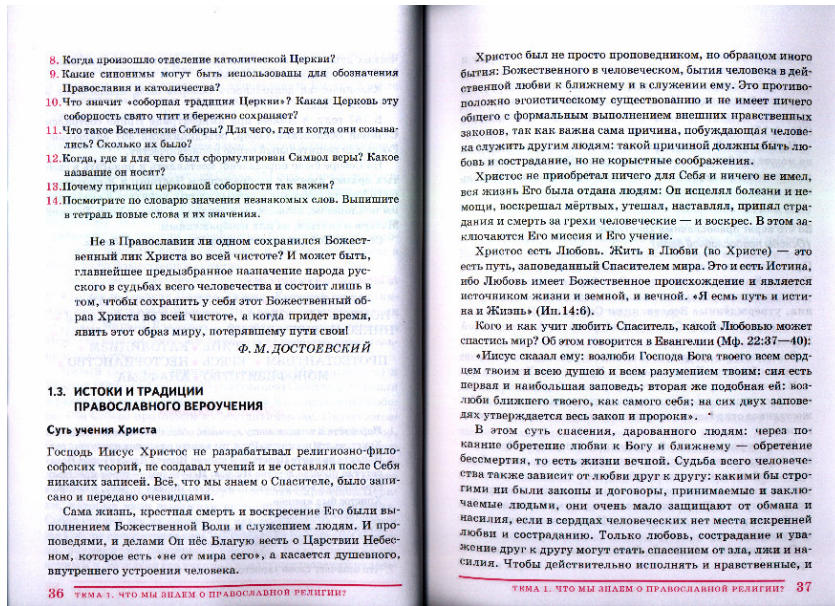 8. Когда произошло отделение католической Церкви?
9. Какие синонимы могут быть использованы для обозначения
Православия и католичества?
10. Что значит «соборная традиция Церкви»? Какая Церковь эту
соборность свято чтит и бережно сохраняет?
11. Что такое Вселенские Соборы? Для чего, где и когда они созыва-
лись? Сколько их было?
12. Когда, где и для чего был сформулирован Символ веры? Какое
название он носит?
13. Почему принцип церковной соборности так важен?
14. Посмотрите по словарю значения незнакомых слов. Выпишите
в тетрадь новые слова и их значения.
Не в Православии ли одном сохранился Божест-
венный лик Христа во всей чистоте? И может быть,
главнейшее предызбранное назначение народа рус-
ского в судьбах всего человечества и состоит лишь в
том, чтобы сохранить у себя этот Божественный об-
раз Христа во всей чистоте, а когда придет время,
явить этот образ миру, потерявшему пути свои!
Ф. М. ДОСТОЕВСКИЙ
1.3. ИСТОКИ И ТРАДИЦИИ
ПРАВОСЛАВНОГО ВЕРОУЧЕНИЯ
Суть учения Христа
Господь Иисус Христос не разрабатывал религиозно-фило-
софских теорий, не создавал учений и не оставлял после Себя
никаких записей. Всё, что мы знаем о Спасителе, было запи-
сано и передано очевидцами.
Сама жизнь, крестная смерть и воскресение Его были вы-
полнением Божественной Воли и служением людям. И про-
поведями, и делами Он нёс Благую весть о Царствии Небес-
ном, которое есть «не от мира сего», а касается душевного,
внутреннего устроения человека.
36 ТЕМА 1. ЧТО МЫ ЗНАЕМ О ПРАВОСЛАВНОЙ РЕЛИГИИ?
Христос был не просто проповедником, но образцом иного
бытия: Божественного в человеческом, бытия человека в дей-
ственной любви к ближнему и в служении ему. Это противо-
положно эгоистическому существованию и не имеет ничего
общего с формальным выполнением внешних нравственных
законов, так как важна сама причина, побуждающая челове-
ка служить другим людям: такой причиной должны быть лю-
бовь и сострадание, но не корыстные соображения.
Христос не приобретал ничего для Себя и ничего не имел,
вся жизнь Его была отдана людям: Он исцелял болезни и не-
мощи, воскрешал мёртвых, утешал, наставлял, принял стра-
дания и смерть за грехи человеческие — и воскрес. В этом за-
ключаются Его миссия и Его учение.
Христос есть Любовь. Жить в Любви (во Христе) — это
есть путь, заповеданный Спасителем мира. Это и есть Истина,
ибо Любовь имеет Божественное происхождение и является
источником жизни и земной, и вечной. «Я есмь путь и исти-
на и Жизнь» (Ин.14:6).
Кого и как учит любить Спаситель, какой Любовью может
спастись мир? Об этом говорится в Евангелии (Мф. 22:37—40):
«Иисус сказал ему: возлюби Господа Бога твоего всем серд-
цем твоим и всею душею и всем разумением твоим: сия есть
первая и наибольшая заповедь; вторая же подобная ей: воз-
люби ближнего твоего, как самого себя; на сих двух запове-
дях утверждается весь закон и пророки».
В этом суть спасения, дарованного людям: через по-
каяние обретение любви к Богу и ближнему — обретение
бессмертия, то есть жизни вечной. Судьба всего человече-
ства также зависит от любви друг к другу: какими бы стро-
гими ни были законы и договоры, принимаемые и заклю-
чаемые людьми, они очень мало защищают от обмана и
насилия, если в сердцах человеческих нет места искренней
любви и состраданию. Только любовь, сострадание и ува-
жение друг к другу могут стать спасением от зла, лжи и на-
силия. Чтобы действительно исполнять и нравственные, и
ТЕМА 1. ЧТО МЫ ЗНАЕМ О ПРАВОСЛАВНОЙ РЕЛИГИИ? 37